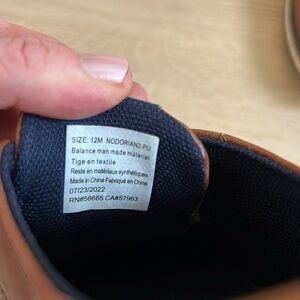 SIZE: 12M NODORIAN2-PU
Balance man made material
Tige en textile
Reste en matériaux synthétiques
Made in China Fabriqué en Chine
07/23/2022
RN#58665 CA#57963